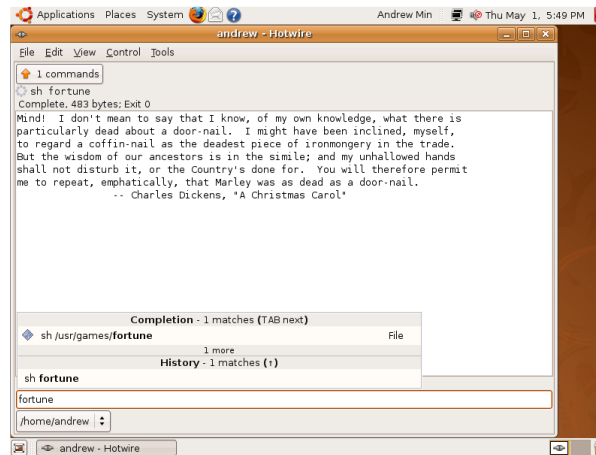 Applications Places System Andrew Min Thu May 1, 5:49 PM
andrew - Hotwire
File Edit View Control Tools
1 commands
sh fortune
Complete, 483 bytes; Exit 0
Mind! I don't mean to say that I know, of my own knowledge, what there is
particularly dead about a door-nail. I might have been inclined, myself,
to regard a coffin-nail as the deadest piece of ironmongery in the trade.
But the wisdom of our ancestors is in the simile; and my unhallowed hands
shall not disturb it, or the Country's done for. You will therefore permit
me to repeat, emphatically, that Marley was as dead as a door-nail.
-- Charles Dickens, "A Christmas Carol"
Completion - 1 matches (TAB next)
sh /usr/games/fortune File
1 more
History - 1 matches (↑)
sh fortune
fortune
/home/andrew
andrew - Hotwire